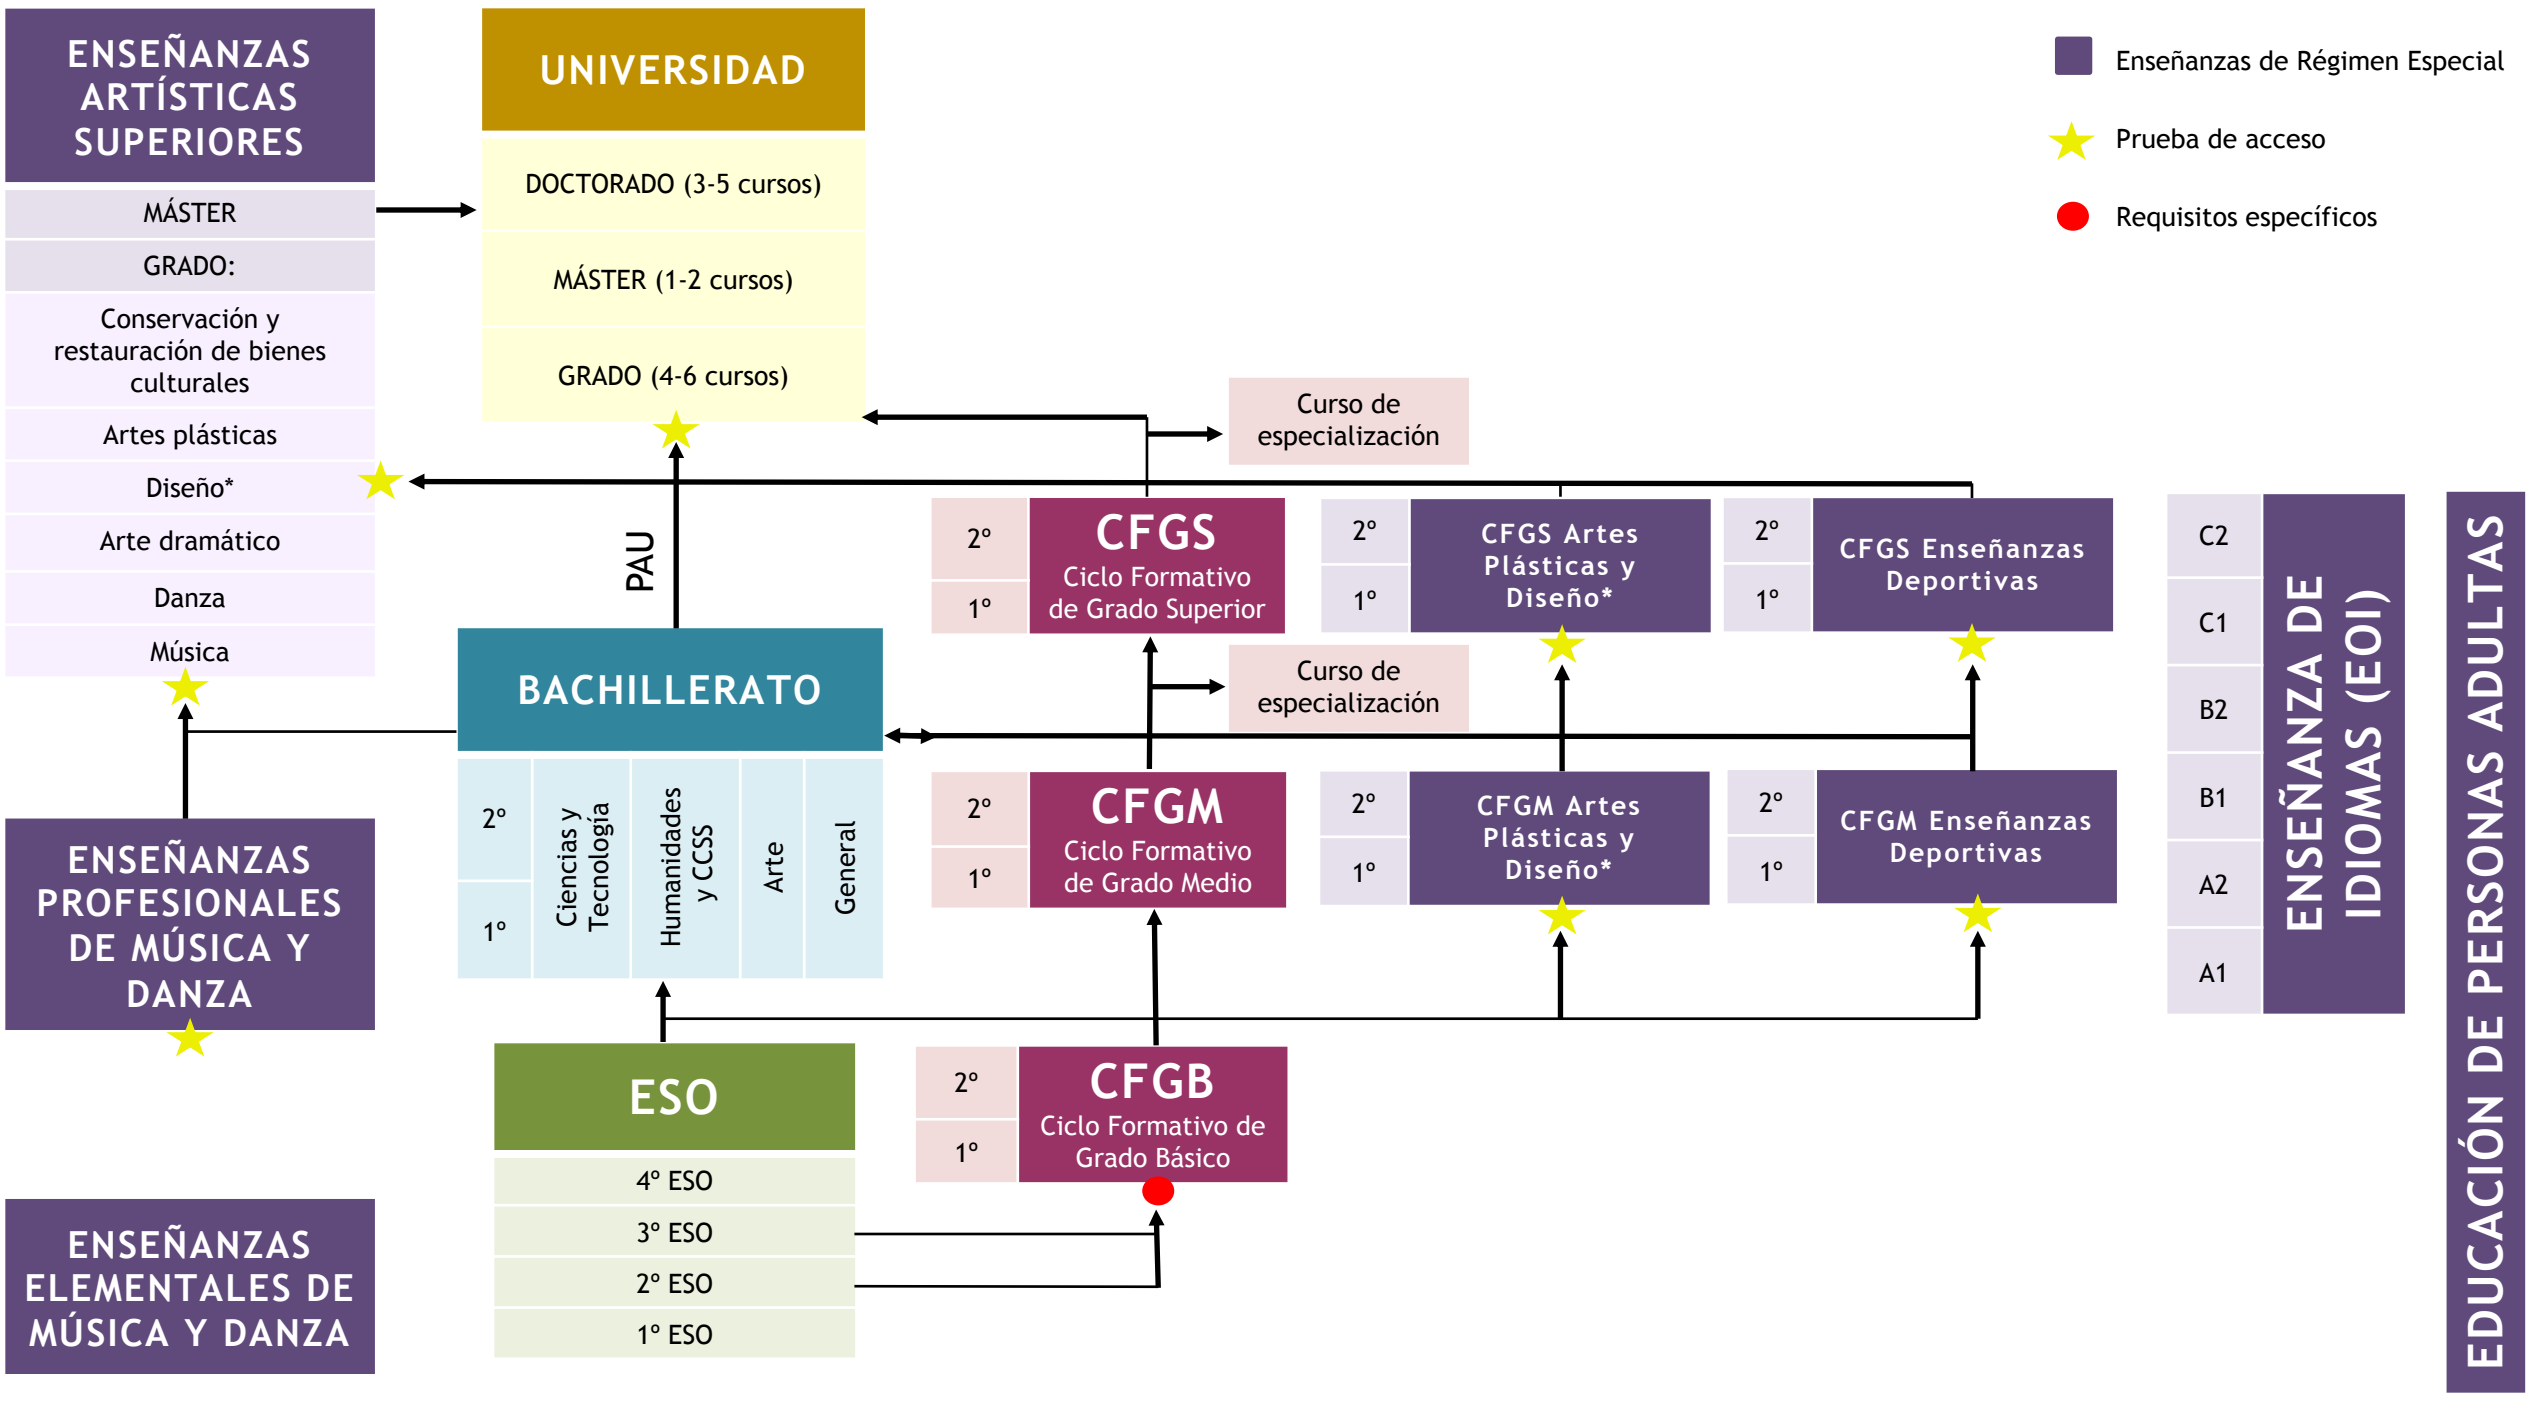 ENSEÑANZAS
ARTÍSTICAS
SUPERIORES
MÁSTER
GRADO:
Conservación y
restauración de bienes
culturales
Artes plásticas
Diseño*
Arte dramático
Danza
Música
UNIVERSIDAD
DOCTORADO (3-5 cursos)
MÁSTER (1-2 cursos)
GRADO (4-6 cursos)
Enseñanzas de Régimen Especial
Prueba de acceso
Requisitos específicos
Curso de
especialización
PAU
2º
1º
CFGS
Ciclo Formativo
de Grado Superior
2º
1º
CFGS Artes
Plásticas y
Diseño*
2º
1º
CFGS Enseñanzas
Deportivas
Curso de
especialización
BACHILLERATO
2º
1º
Ciencias y
Tecnología
Humanidades
y CCSS
Arte
General
2º
1º
CFGM
Ciclo Formativo
de Grado Medio
2º
1º
CFGM Artes
Plásticas y
Diseño*
2º
1º
CFGM Enseñanzas
Deportivas
ENSEÑANZAS
PROFESIONALES
DE MÚSICA Y
DANZA
ESO
4º ESO
3º ESO
2º ESO
1º ESO
2º
1º
CFGB
Ciclo Formativo de
Grado Básico
ENSEÑANZAS
ELEMENTALES DE
MÚSICA Y DANZA
C2
C1
B2
B1
A2
A1
ENSEÑANZA DE
IDIOMAS (EOI)
EDUCACIÓN DE PERSONAS ADULTAS